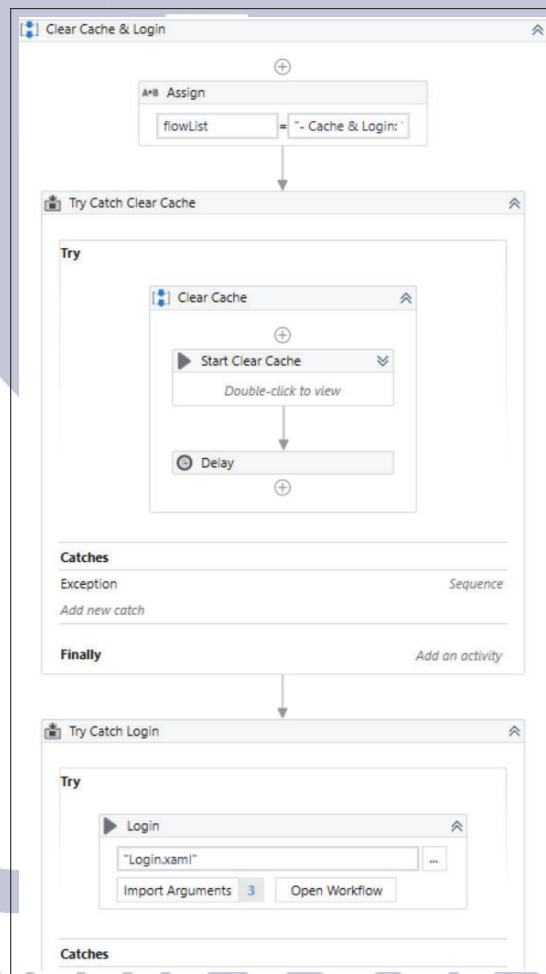 Clear Cache & Login
A*B Assign
flowList = "- Cache & Login: '
Try Catch Clear Cache
Try
Clear Cache
Start Clear Cache
Double-click to view
Delay
Catches
Exception Sequence
Add new catch
Finally Add an activity
Try Catch Login
Try
Login
"Login.xaml" ...
Import Arguments 3 Open Workflow
Catches